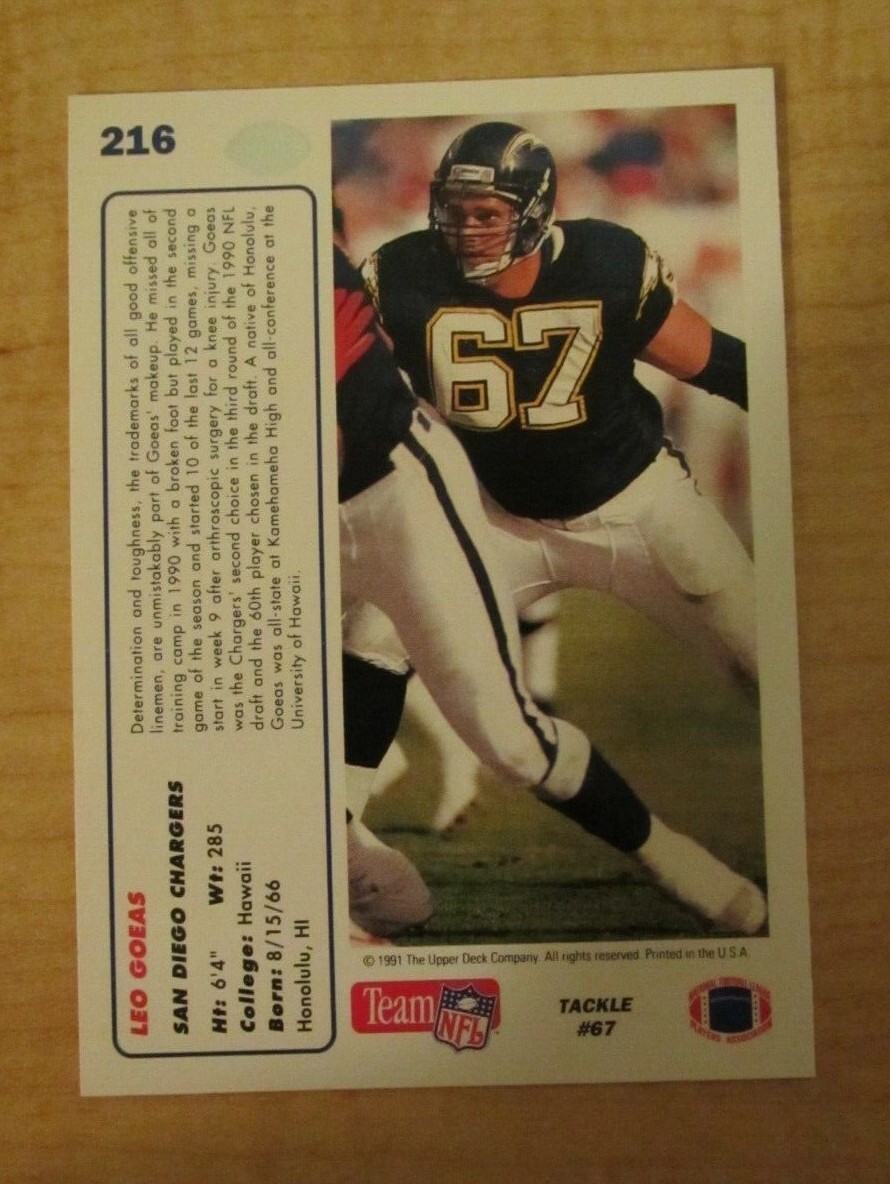 216
LEO GOEAS
SAN DIEGO CHARGERS
Ht: 6'4" Wt: 285
College: Hawaii
Born: 8/15/66
Honolulu, HI
Determination and toughness, the trademarks of all good offensive
linemen, are unmistakably part of Goeas' makeup. He missed all of
training camp in 1990 with a broken foot but played in the second
game of the season and started 10 of the last 12 games, missing a
start in week 9 after arthroscopic surgery for a knee injury. Goeas
was the Chargers' second choice in the third round of the 1990 NFL
draft and the 60th player chosen in the draft. A native of Honolulu,
Goeas was all-state at Kamehameha High and all-conference at the
University of Hawaii.
67
© 1991 The Upper Deck Company. All rights reserved. Printed in the U.S.A.
Team NFL
TACKLE
#67
NATIONAL FOOTBALL LEAGUE
PLAYERS ASSOCIATION